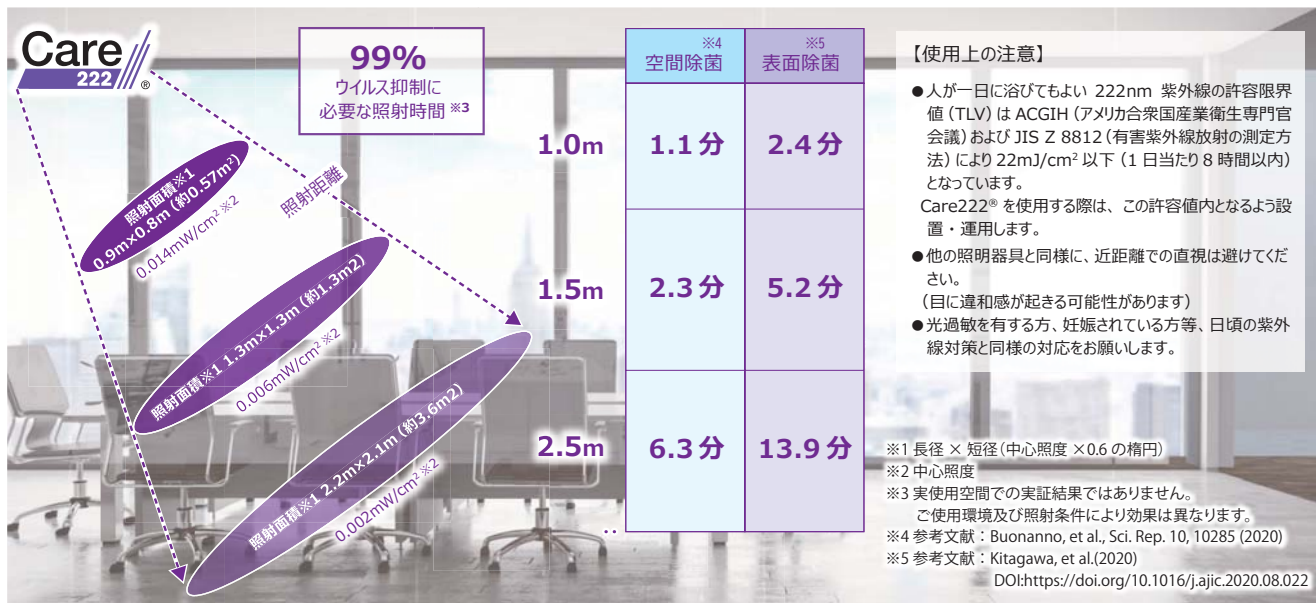 Care
222
®
99%
ウイルス抑制に
必要な照射時間 ※3
照射距離
照射面積※1
0.9m×0.8m (約0.57m²)
0.014mW/cm² ※2
照射面積※1 1.3m×1.3m (約1.3m2)
0.006mW/cm² ※2
照射面積※1 2.2m×2.1m (約3.6m2)
0.002mW/cm² ※2
※4 ※5
空間除菌 表面除菌
1.0m 1.1 分 2.4 分
1.5m 2.3 分 5.2 分
2.5m 6.3 分 13.9 分
..
【使用上の注意】
●人が一日に浴びてもよい 222nm 紫外線の許容限界
値 (TLV) は ACGIH (アメリカ合衆国産業衛生専門官
会議) および JIS Z 8812 (有害紫外線放射の測定方
法) により 22mJ/cm² 以下 (1 日当たり 8 時間以内)
となっています。
Care222® を使用する際は、この許容値内となるよう設
置・運用します。
●他の照明器具と同様に、近距離での直視は避けてくだ
さい。
(目に違和感が起きる可能性があります)
●光過敏を有する方、妊娠されている方等、日頃の紫外
線対策と同様の対応をお願いします。
※1 長径 × 短径 (中心照度 ×0.6 の楕円)
※2 中心照度
※3 実使用空間での実証結果ではありません。
ご使用環境及び照射条件により効果は異なります。
※4 参考文献：Buonanno, et al., Sci. Rep. 10, 10285 (2020)
※5 参考文献：Kitagawa, et al.(2020)
DOI:https://doi.org/10.1016/j.ajic.2020.08.022